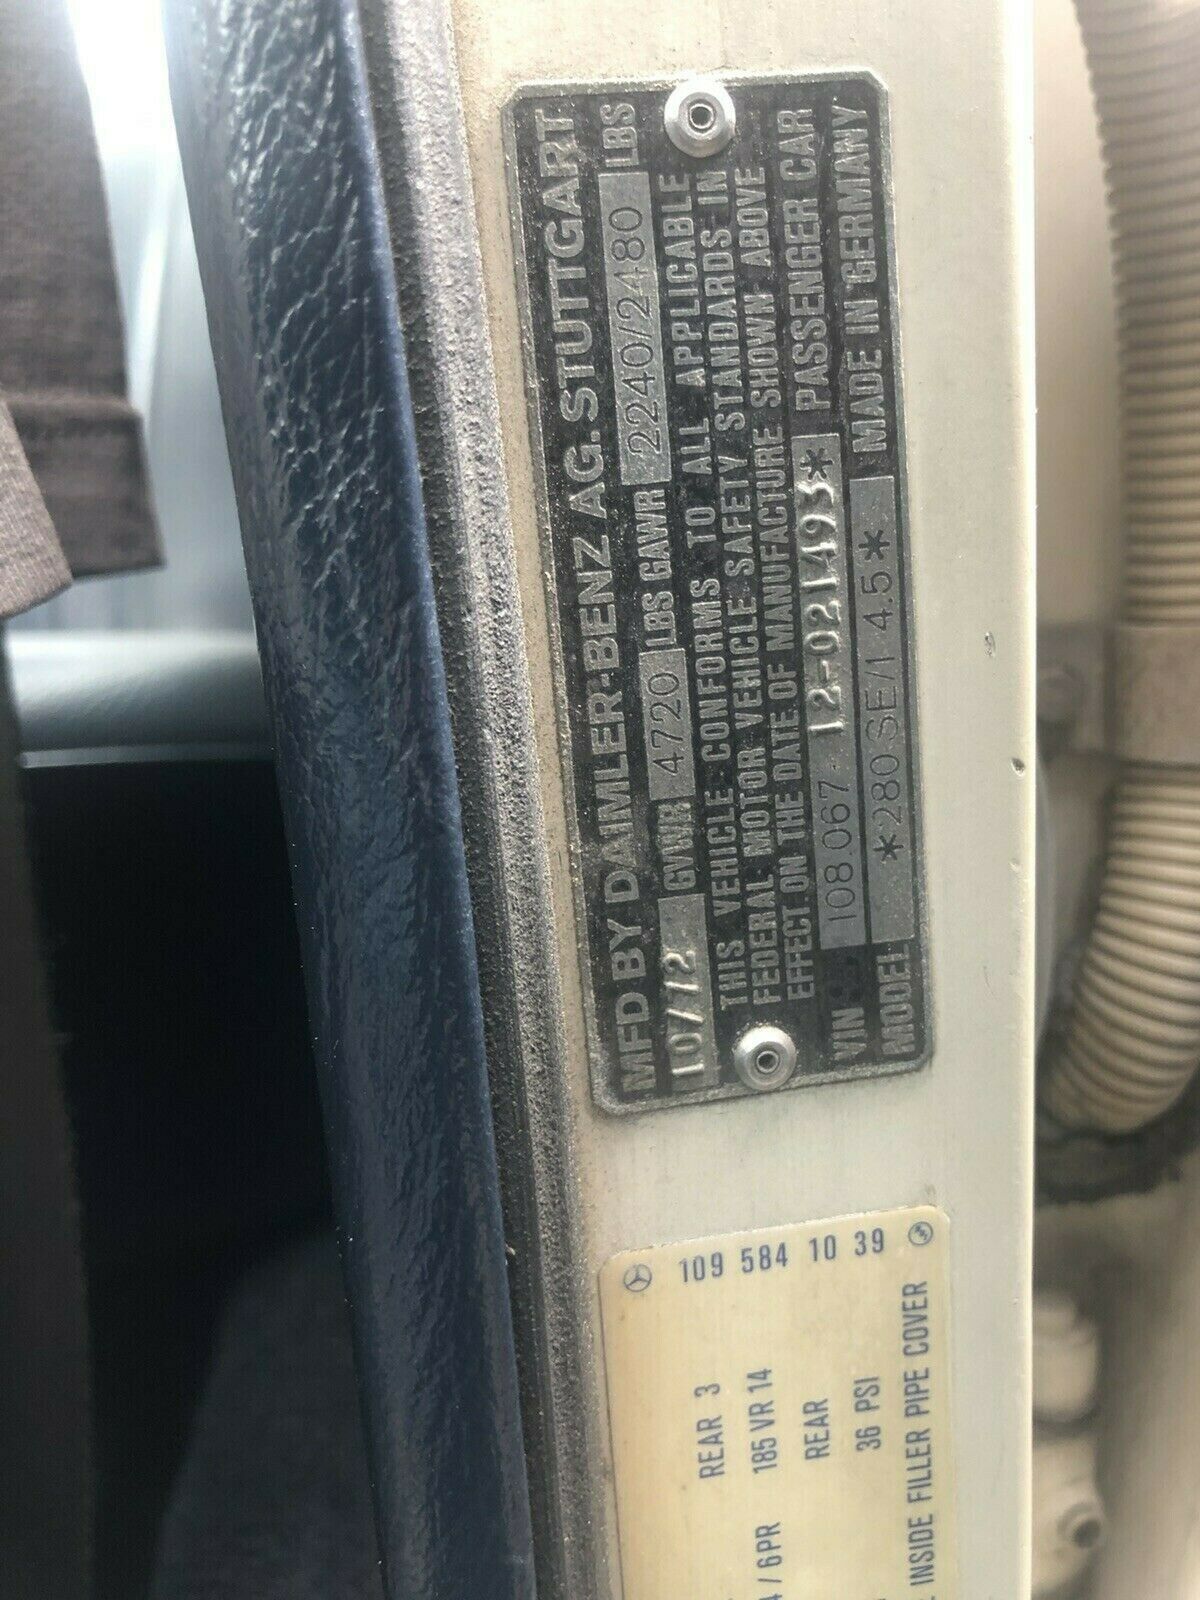 MFD BY DAIMLER-BENZ AG. STUTTGART
10/72 GVWR 4720 LBS GAWR 2240/2480 LBS
THIS VEHICLE CONFORMS TO ALL APPLICABLE
FEDERAL MOTOR VEHICLE SAFETY STANDARDS IN
EFFECT ON THE DATE OF MANUFACTURE SHOWN ABOVE
VIN 108.067-12-021493* PASSENGER CAR
MODEL *280 SE/1 4.5* MADE IN GERMANY
109 584 10 39
REAR 3
/ 6PR 185 VR 14
REAR
36 PSI
INSIDE FILLER PIPE COVER